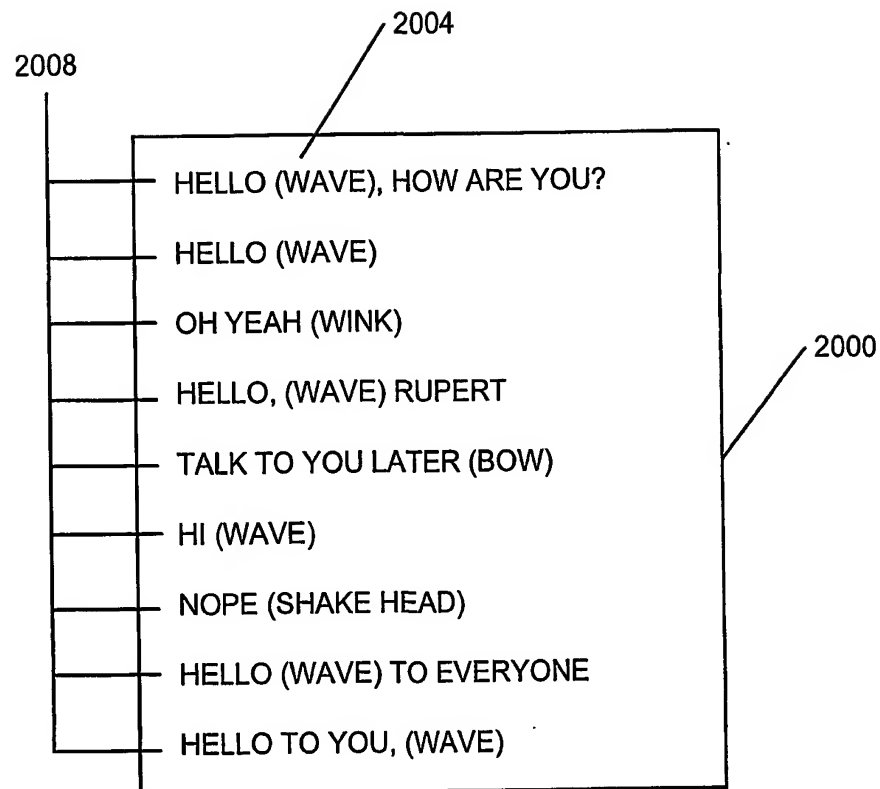 2004
2008
HELLO (WAVE), HOW ARE YOU?
HELLO (WAVE)
OH YEAH (WINK)
2000
HELLO, (WAVE) RUPERT
TALK TO YOU LATER (BOW)
HI (WAVE)
NOPE (SHAKE HEAD)
HELLO (WAVE) TO EVERYONE
HELLO TO YOU, (WAVE)